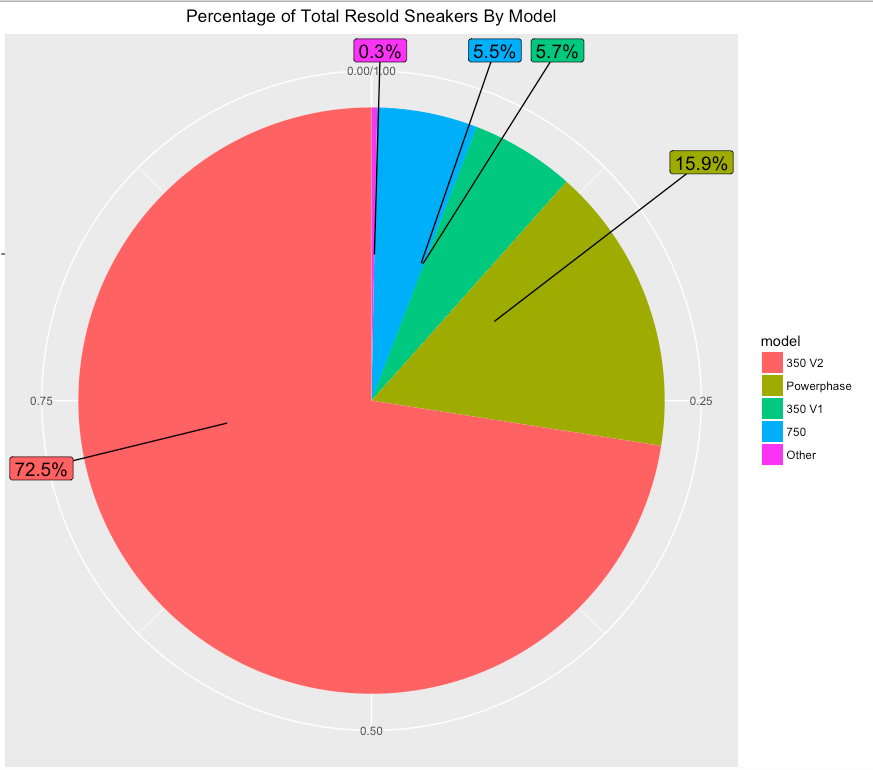 Percentage of Total Resold Sneakers By Model
0.3%
5.5%
5.7%
0.00/1.00
15.9%
0.75
0.25
72.5%
0.50
model
350 V2
Powerphase
350 V1
750
Other